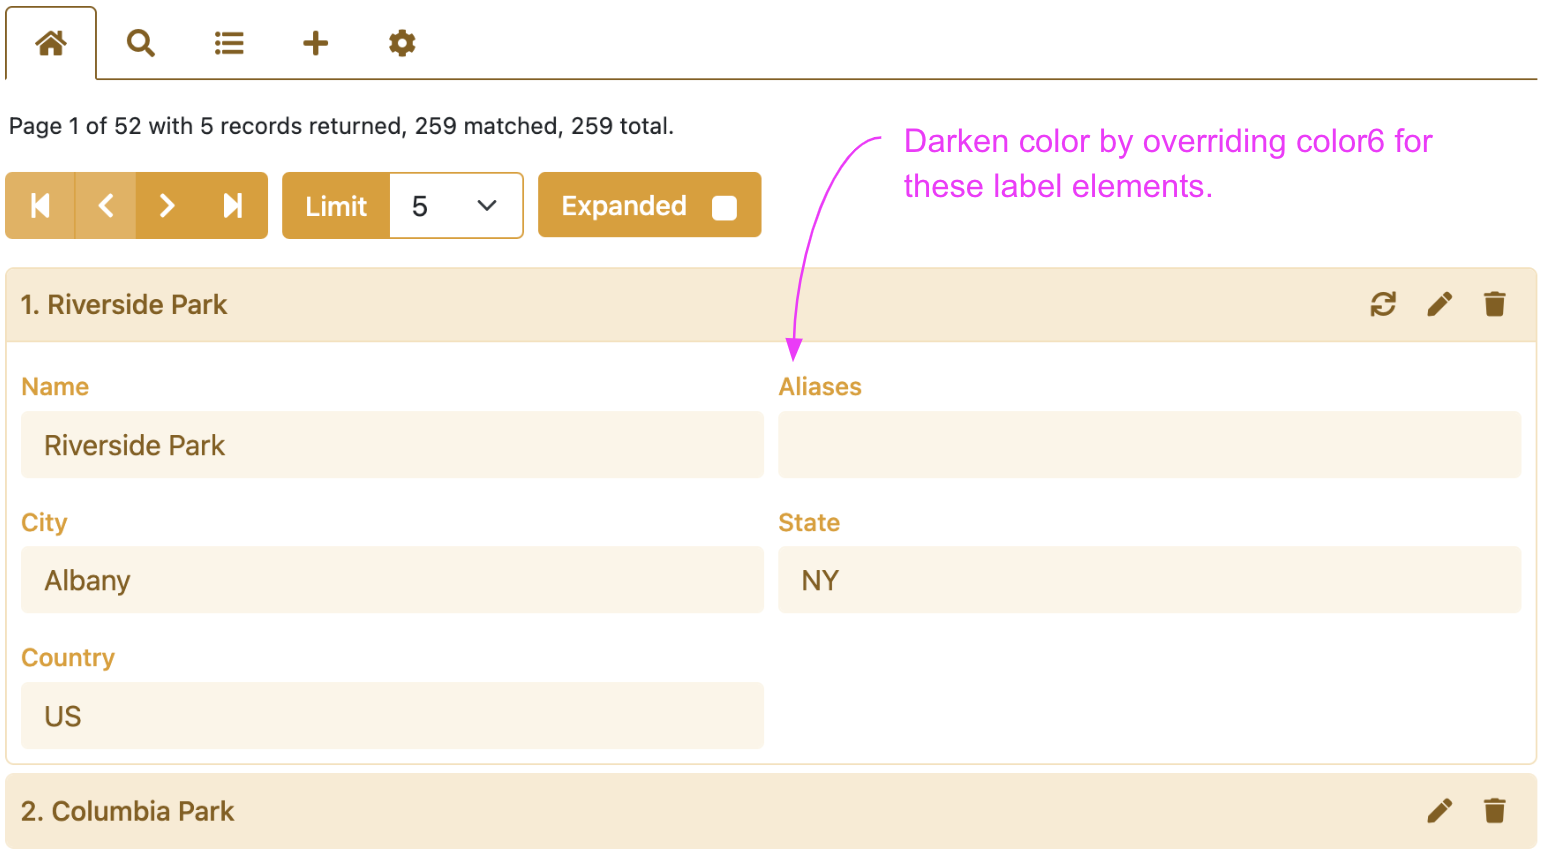 Page 1 of 52 with 5 records returned, 259 matched, 259 total.
Darken color by overriding color6 for
these label elements.
Limit 5 Expanded
1. Riverside Park
Name Aliases
Riverside Park
City State
Albany NY
Country
US
2. Columbia Park